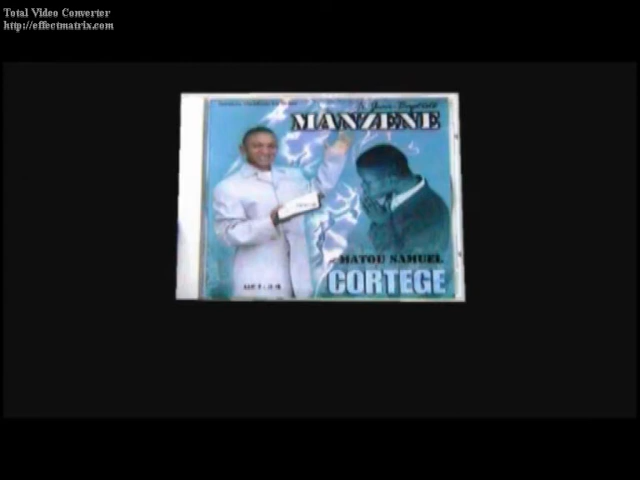 Total Video Converter
http://effectmatrix.com
MANZENE
MATOU SAMUEL
CORTEGE